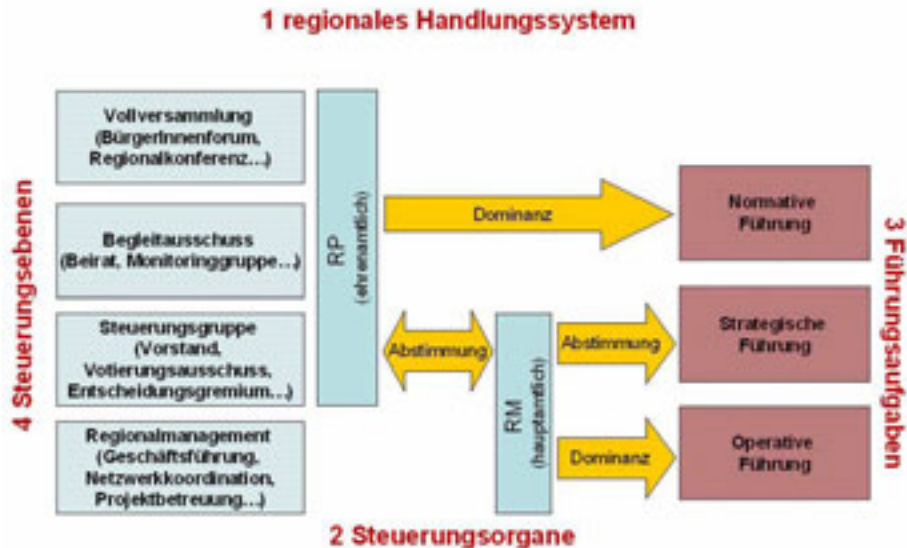 1 regionales Handlungssystem
4 Steuerungsebenen
Vollversammlung
(BürgerInnenforum,
Regionalkonferenz...)
Begleitausschuss
(Beirat, Monitoringgruppe...)
Steuerungsgruppe
(Vorstand,
Votierungsausschuss,
Entscheidungsgremium...)
Regionalmanagement
(Geschäftsführung,
Netzwerkkoordination,
Projektbetreuung...)
RP
(ehrenamtlich)
Dominanz
Abstimmung
RM
(hauptamtlich)
Abstimmung
Dominanz
Normative
Führung
Strategische
Führung
Operative
Führung
3 Führungsaufgaben
2 Steuerungsorgane